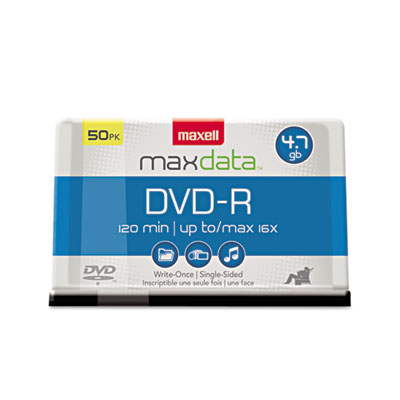 50PK
maxell
4.7
gb
maxdata™
DVD-R
120 min | up to/max 16x
DVD
R
Write-Once | Single-Sided
Inscriptible une seule fois | une face